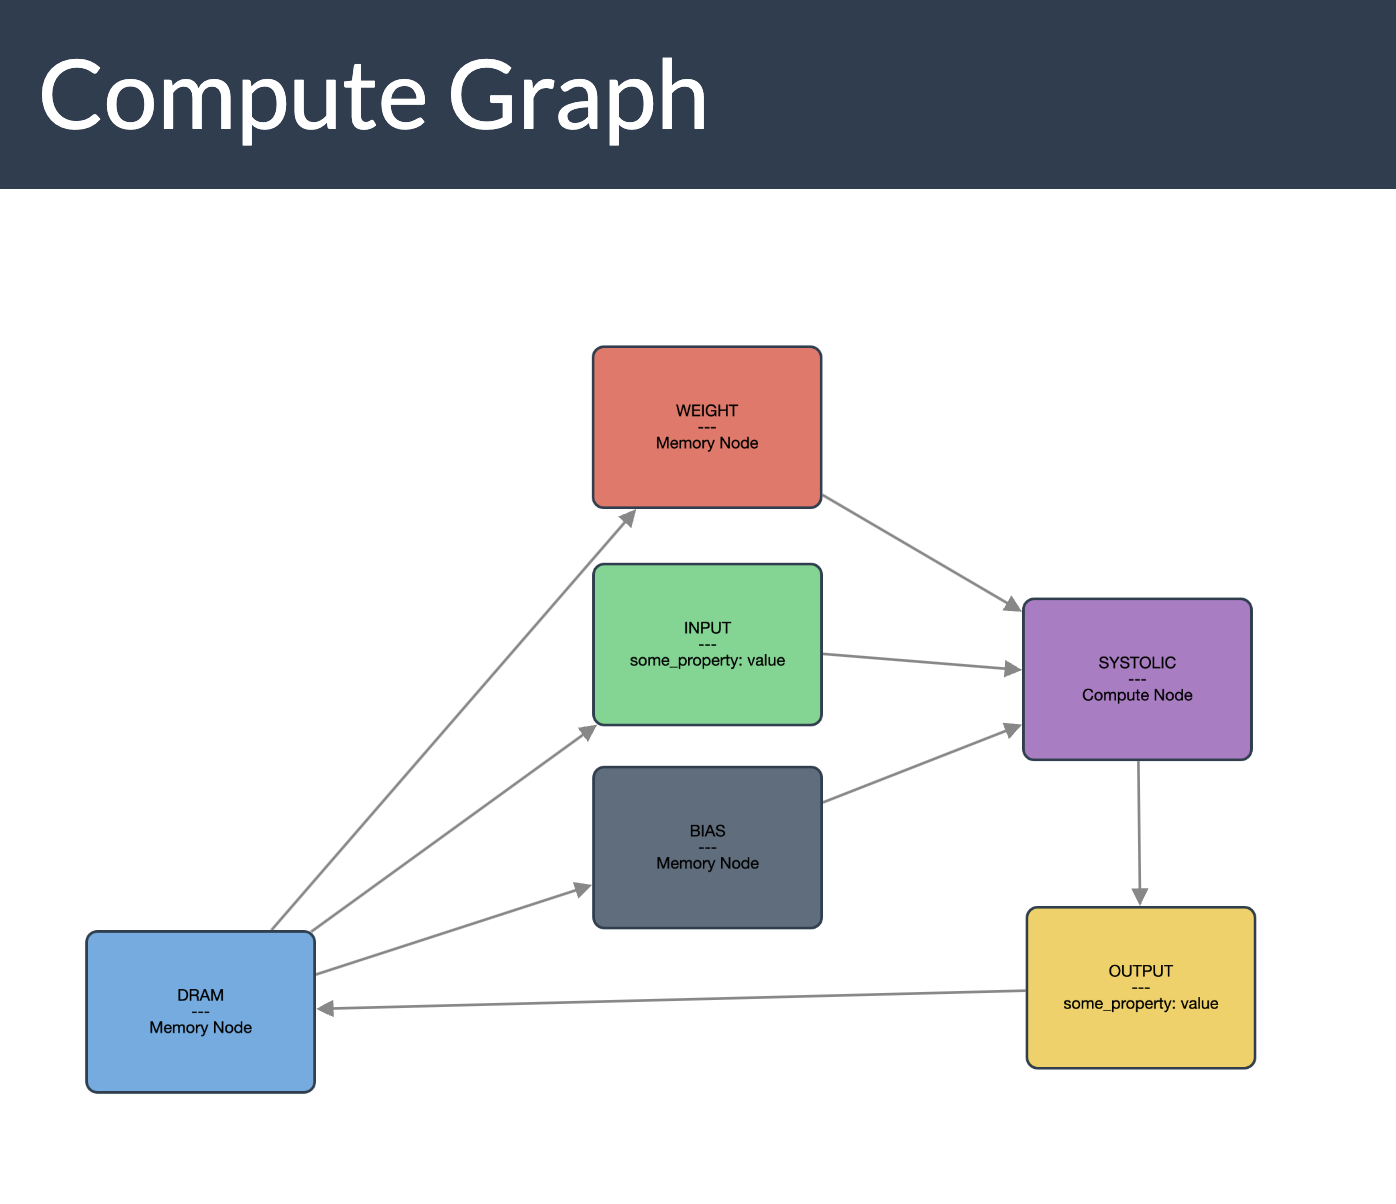 Compute Graph
WEIGHT
---
Memory Node
INPUT
---
some_property: value
SYSTOLIC
---
Compute Node
BIAS
---
Memory Node
DRAM
---
Memory Node
OUTPUT
---
some_property: value